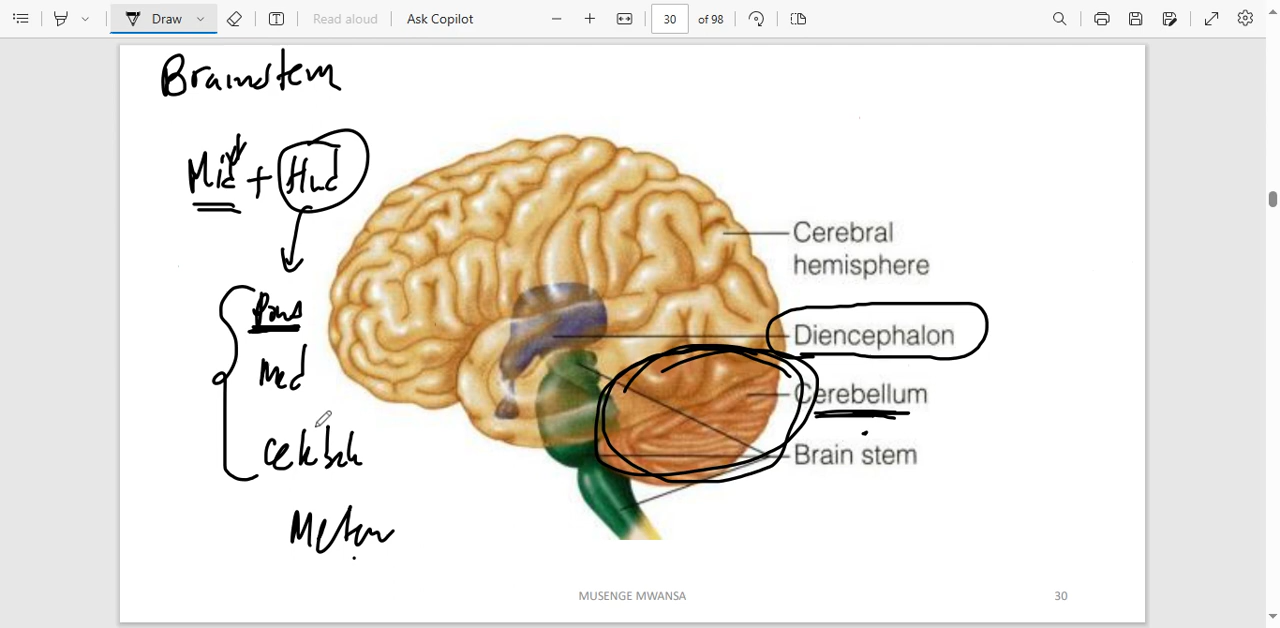 Draw
Read aloud
Ask Copilot
30 of 98
Brainstem
Mid + Hind
Pons
Med
Cerebral
hemisphere
Diencephalon
Cerebellum
Brain stem
MUSENGE MWANSA
30